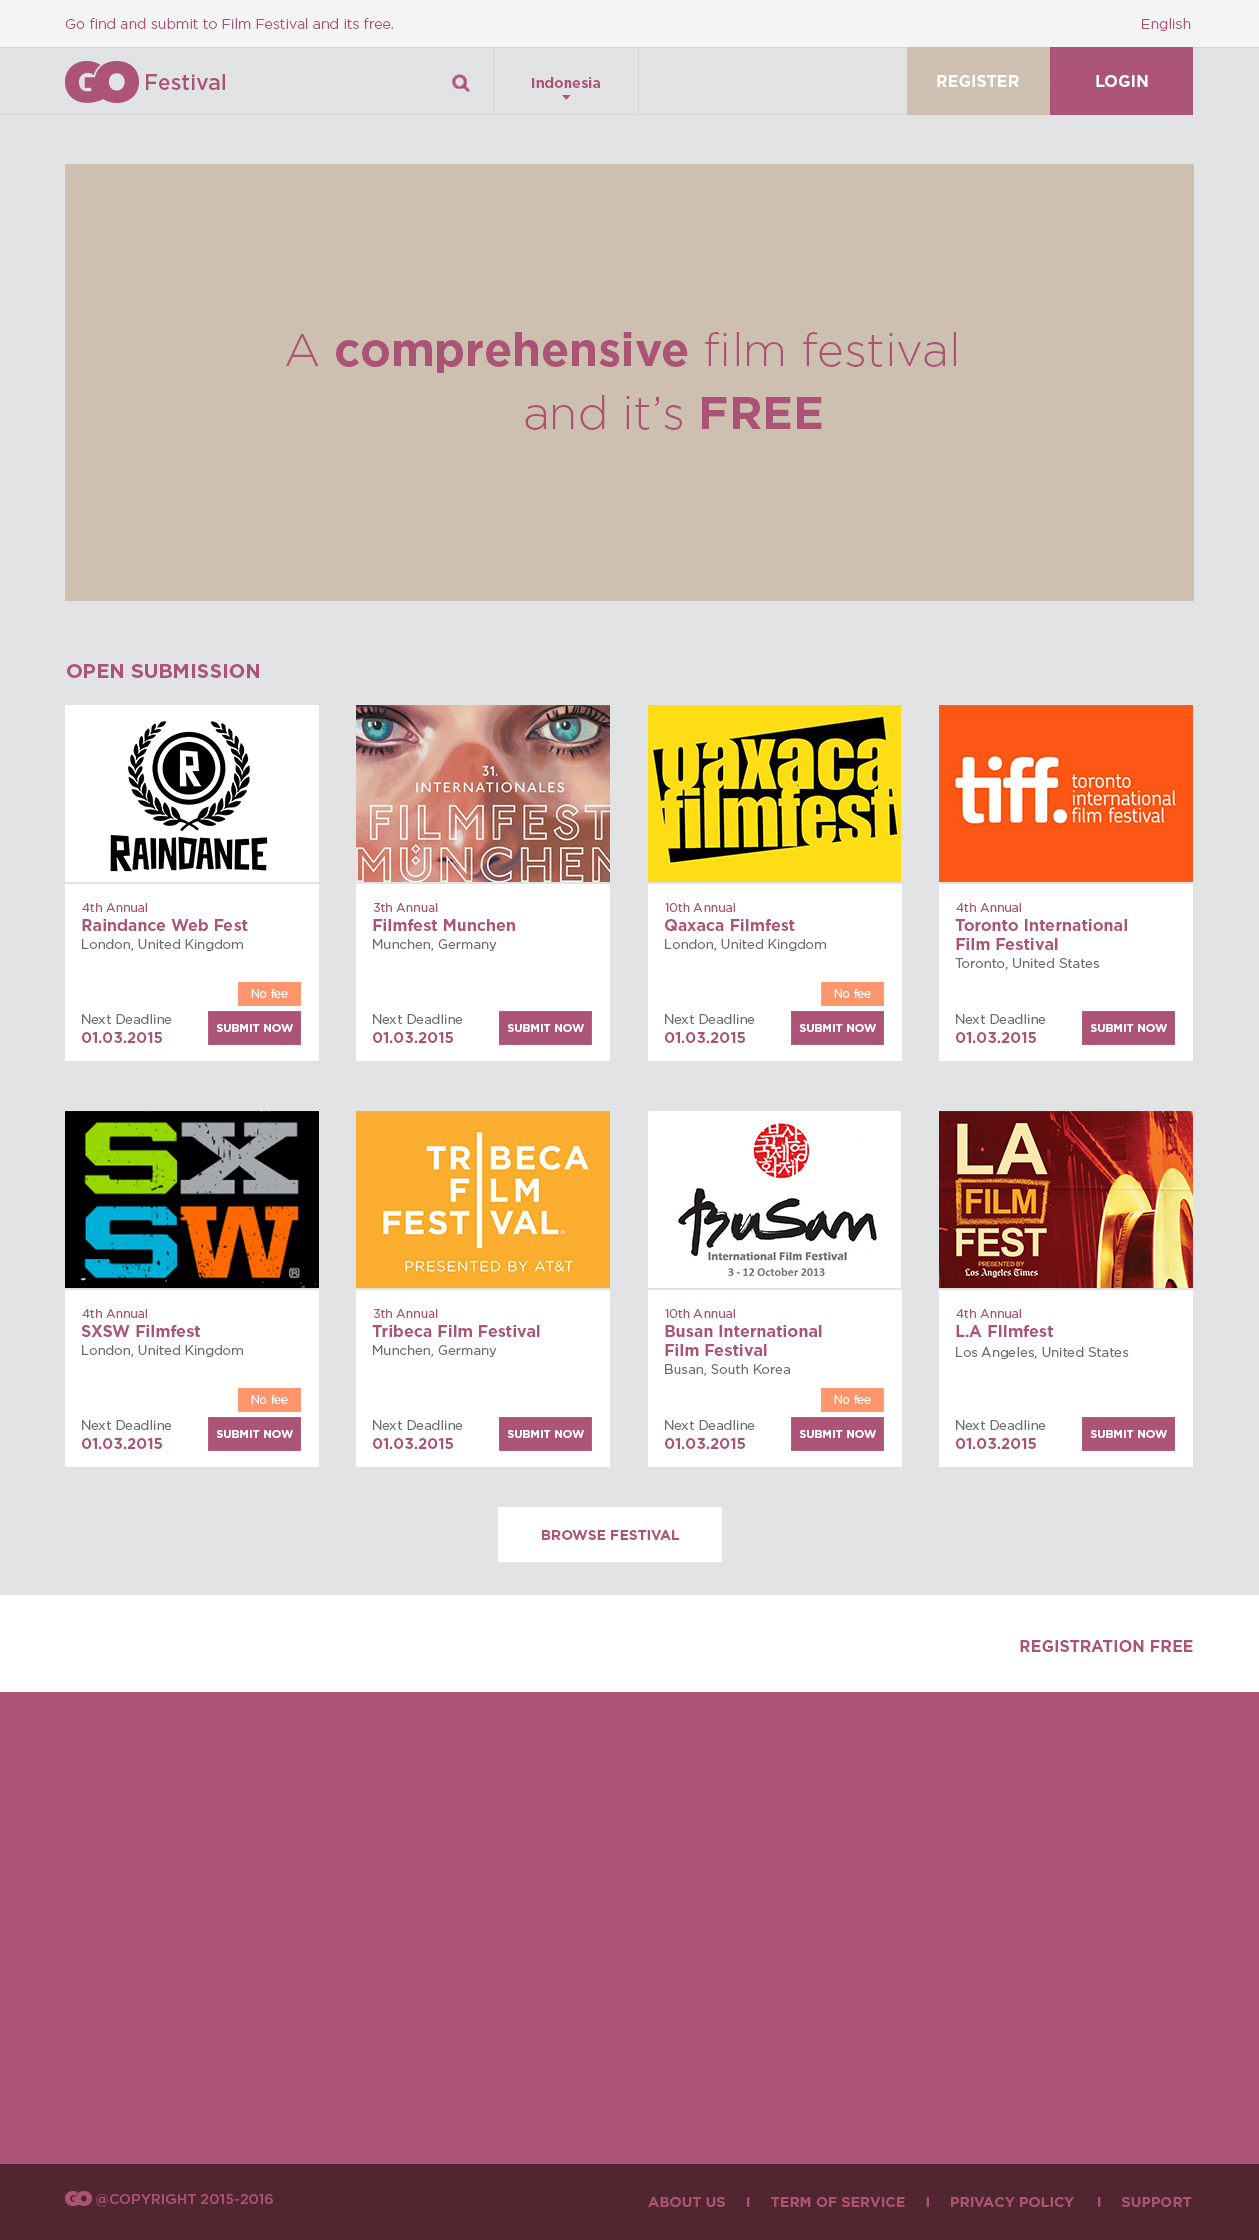 Go find and submit to Film Festival and its free.
English
GO Festival
Indonesia
REGISTER
LOGIN
A comprehensive film festival
and it's FREE
OPEN SUBMISSION
R
RAINDANCE
4th Annual
Raindance Web Fest
London, United Kingdom
No fee
Next Deadline
01.03.2015
SUBMIT NOW
31.
INTERNATIONALES
FILMFEST
MÜNCHEN
3th Annual
Filmfest Munchen
Munchen, Germany
Next Deadline
01.03.2015
SUBMIT NOW
qaxaca
filmfest
10th Annual
Qaxaca Filmfest
London, United Kingdom
No fee
Next Deadline
01.03.2015
SUBMIT NOW
tiff.
toronto
international
film festival
4th Annual
Toronto International
Film Festival
Toronto, United States
Next Deadline
01.03.2015
SUBMIT NOW
SX
SW®
4th Annual
SXSW Filmfest
London, United Kingdom
No fee
Next Deadline
01.03.2015
SUBMIT NOW
TRIBECA
FILM
FESTIVAL®
PRESENTED BY AT&T
3th Annual
Tribeca Film Festival
Munchen, Germany
Next Deadline
01.03.2015
SUBMIT NOW
부산
국제영
화제
Busan
International Film Festival
3 - 12 October 2013
10th Annual
Busan International
Film Festival
Busan, South Korea
No fee
Next Deadline
01.03.2015
SUBMIT NOW
LA
FILM
FEST
PRESENTED BY
Los Angeles Times
4th Annual
L.A FIlmfest
Los Angeles, United States
Next Deadline
01.03.2015
SUBMIT NOW
BROWSE FESTIVAL
REGISTRATION FREE
GO @COPYRIGHT 2015-2016
ABOUT US I TERM OF SERVICE I PRIVACY POLICY I SUPPORT